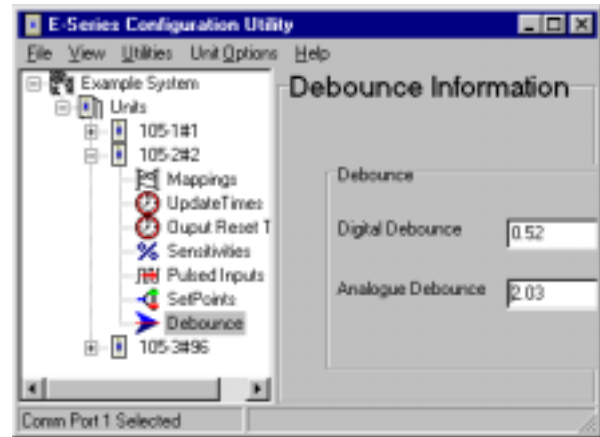 E-Series Configuration Utility
File View Utilities Unit Options Help
Example System
Units
105-1#1
105-2#2
Mappings
UpdateTimes
Ouput Reset T
Sensitivities
Pulsed Inputs
SetPoints
Debounce
105-3#96
Debounce Information
Debounce
Digital Debounce 0.52
Analogue Debounce 2.03
Comm Port 1 Selected